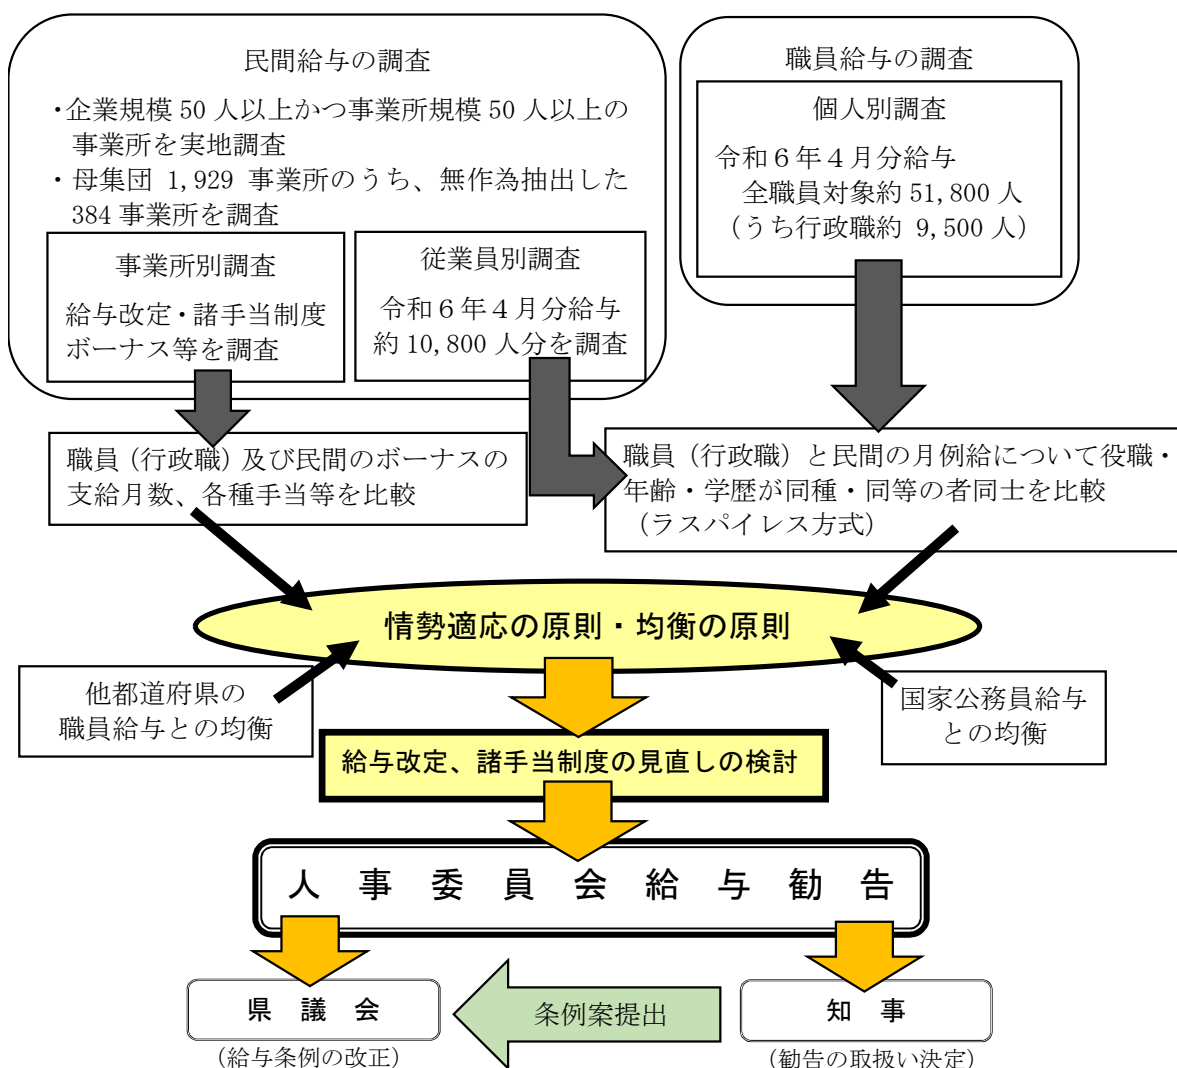 民間給与の調査
・企業規模 50 人以上かつ事業所規模 50 人以上の
事業所を実地調査
・母集団 1,929 事業所のうち、無作為抽出した
384 事業所を調査
事業所別調査
給与改定・諸手当制度
ボーナス等を調査
従業員別調査
令和６年４月分給与
約 10,800 人分を調査
職員給与の調査
個人別調査
令和６年４月分給与
全職員対象約 51,800 人
（うち行政職約 9,500 人）
職員（行政職）及び民間のボーナスの
支給月数、各種手当等を比較
職員（行政職）と民間の月例給について役職・
年齢・学歴が同種・同等の者同士を比較
（ラスパイレス方式）
情勢適応の原則・均衡の原則
他都道府県の
職員給与との均衡
国家公務員給与
との均衡
給与改定、諸手当制度の見直しの検討
人事委員会給与勧告
県議会
（給与条例の改正）
条例案提出
知事
（勧告の取扱い決定）